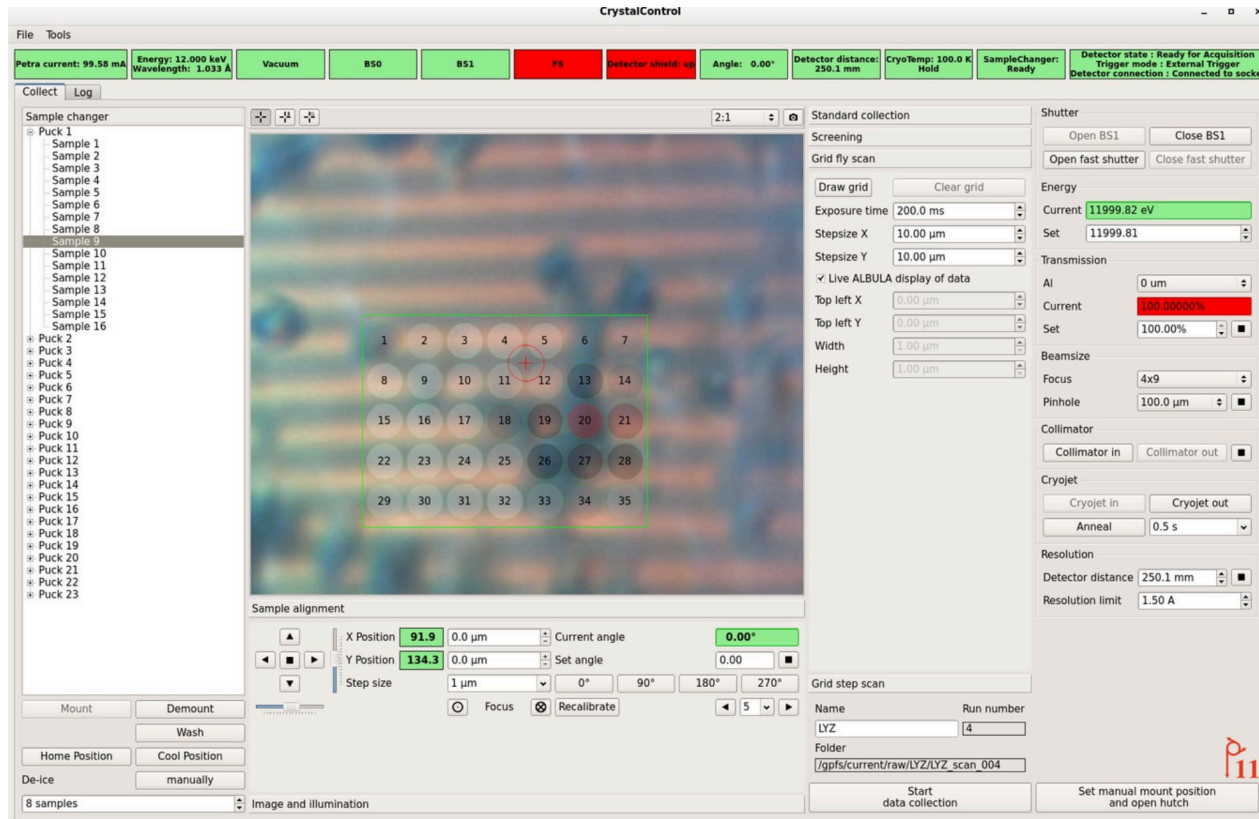 CrystalControl
File Tools
Petra current: 99.58 mA
Energy: 12.000 keV
Wavelength: 1.033 Å
Vacuum
BS0
BS1
FS
Detector shield: up
Angle: 0.00°
Detector distance:
250.1 mm
CryoTemp: 100.0 K
Hold
SampleChanger:
Ready
Detector state : Ready for Acquisition
Trigger mode : External Trigger
Detector connection : Connected to socke
Collect Log
Sample changer
Puck 1
Sample 1
Sample 2
Sample 3
Sample 4
Sample 5
Sample 6
Sample 7
Sample 8
Sample 9
Sample 10
Sample 11
Sample 12
Sample 13
Sample 14
Sample 15
Sample 16
Puck 2
Puck 3
Puck 4
Puck 5
Puck 6
Puck 7
Puck 8
Puck 9
Puck 10
Puck 11
Puck 12
Puck 13
Puck 14
Puck 15
Puck 16
Puck 17
Puck 18
Puck 19
Puck 20
Puck 21
Puck 22
Puck 23
Mount Demount
Wash
Home Position Cool Position
De-ice manually
8 samples
2:1
1 2 3 4 5 6 7
8 9 10 11 12 13 14
15 16 17 18 19 20 21
22 23 24 25 26 27 28
29 30 31 32 33 34 35
Sample alignment
X Position 91.9 0.0 µm Current angle 0.00°
Y Position 134.3 0.0 µm Set angle 0.00
Step size 1 µm 0° 90° 180° 270°
Focus Recalibrate 5
Image and illumination
Standard collection
Screening
Grid fly scan
Draw grid Clear grid
Exposure time 200.0 ms
Stepsize X 10.00 µm
Stepsize Y 10.00 µm
Live ALBULA display of data
Top left X 0.00 µm
Top left Y 0.00 µm
Width 1.00 µm
Height 1.00 µm
Grid step scan
Name Run number
LYZ 4
Folder
/gpfs/current/raw/LYZ/LYZ_scan_004
Start
data collection
Shutter
Open BS1 Close BS1
Open fast shutter Close fast shutter
Energy
Current 11999.82 eV
Set 11999.81
Transmission
Al 0 um
Current 100.00000%
Set 100.00%
Beamsize
Focus 4x9
Pinhole 100.0 µm
Collimator
Collimator in Collimator out
Cryojet
Cryojet in Cryojet out
Anneal 0.5 s
Resolution
Detector distance 250.1 mm
Resolution limit 1.50 A
P11
Set manual mount position
and open hutch